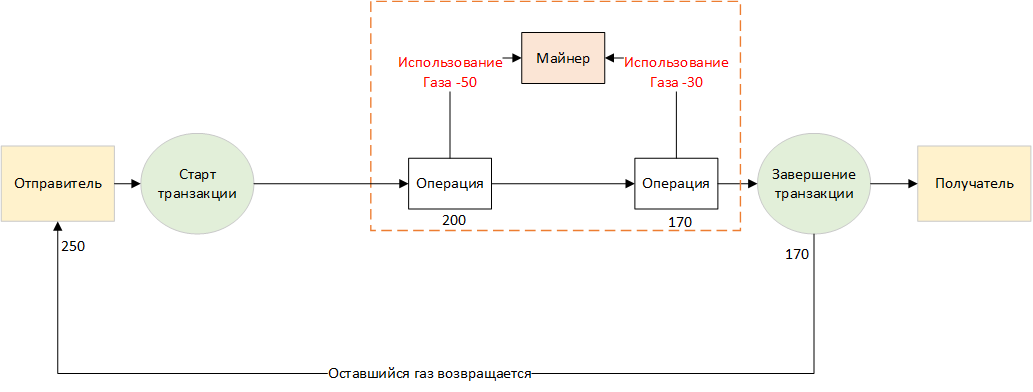 Использование
Газа -50
Майнер
Использование
Газа -30
Отправитель
Старт
транзакции
Операция
Операция
Завершение
транзакции
Получатель
200
170
250
170
Оставшийся газ возвращается